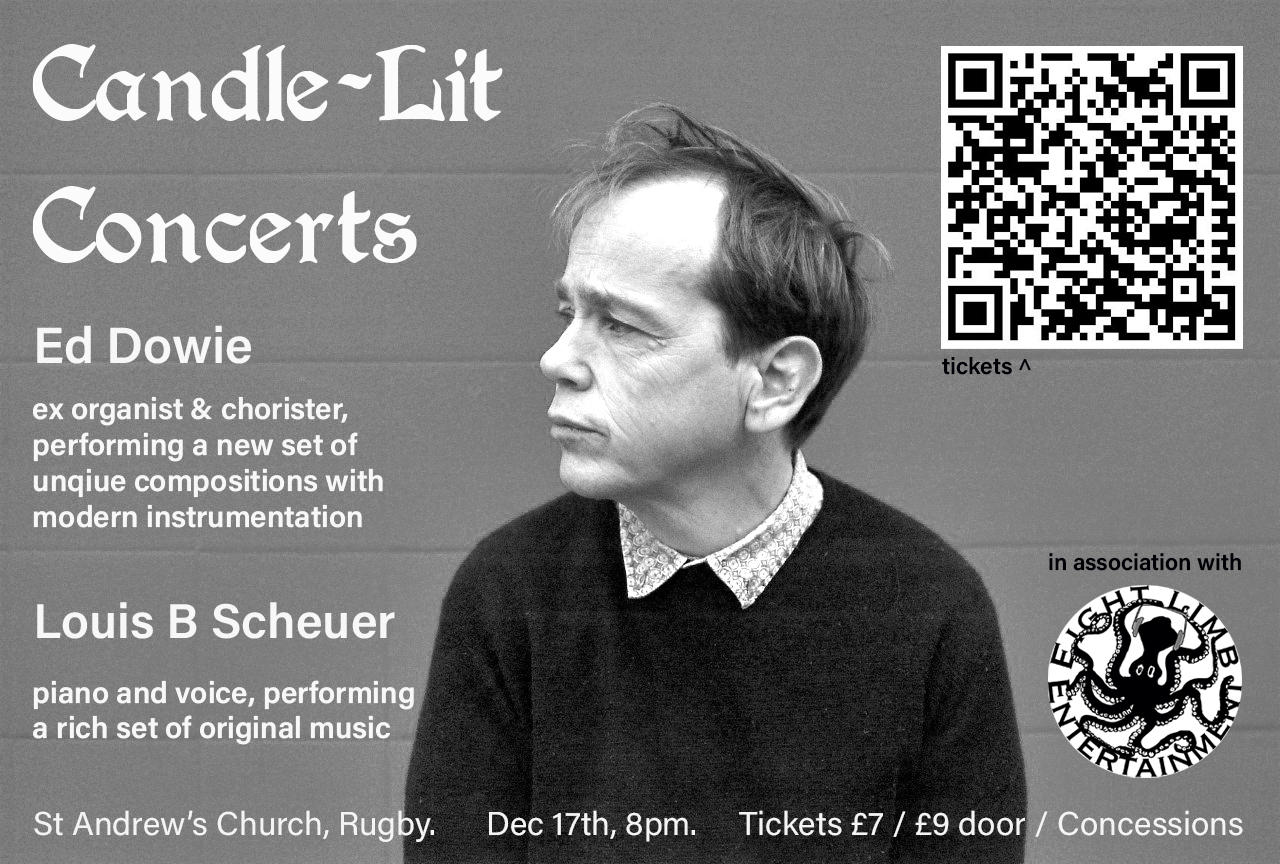 Candle-Lit
Concerts
Ed Dowie
ex organist & chorister,
performing a new set of
unqiue compositions with
modern instrumentation
Louis B Scheuer
piano and voice, performing
a rich set of original music
tickets ^
in association with
EIGHT LIMB
ENTERTAINMENT
St Andrew’s Church, Rugby. Dec 17th, 8pm. Tickets £7 / £9 door / Concessions